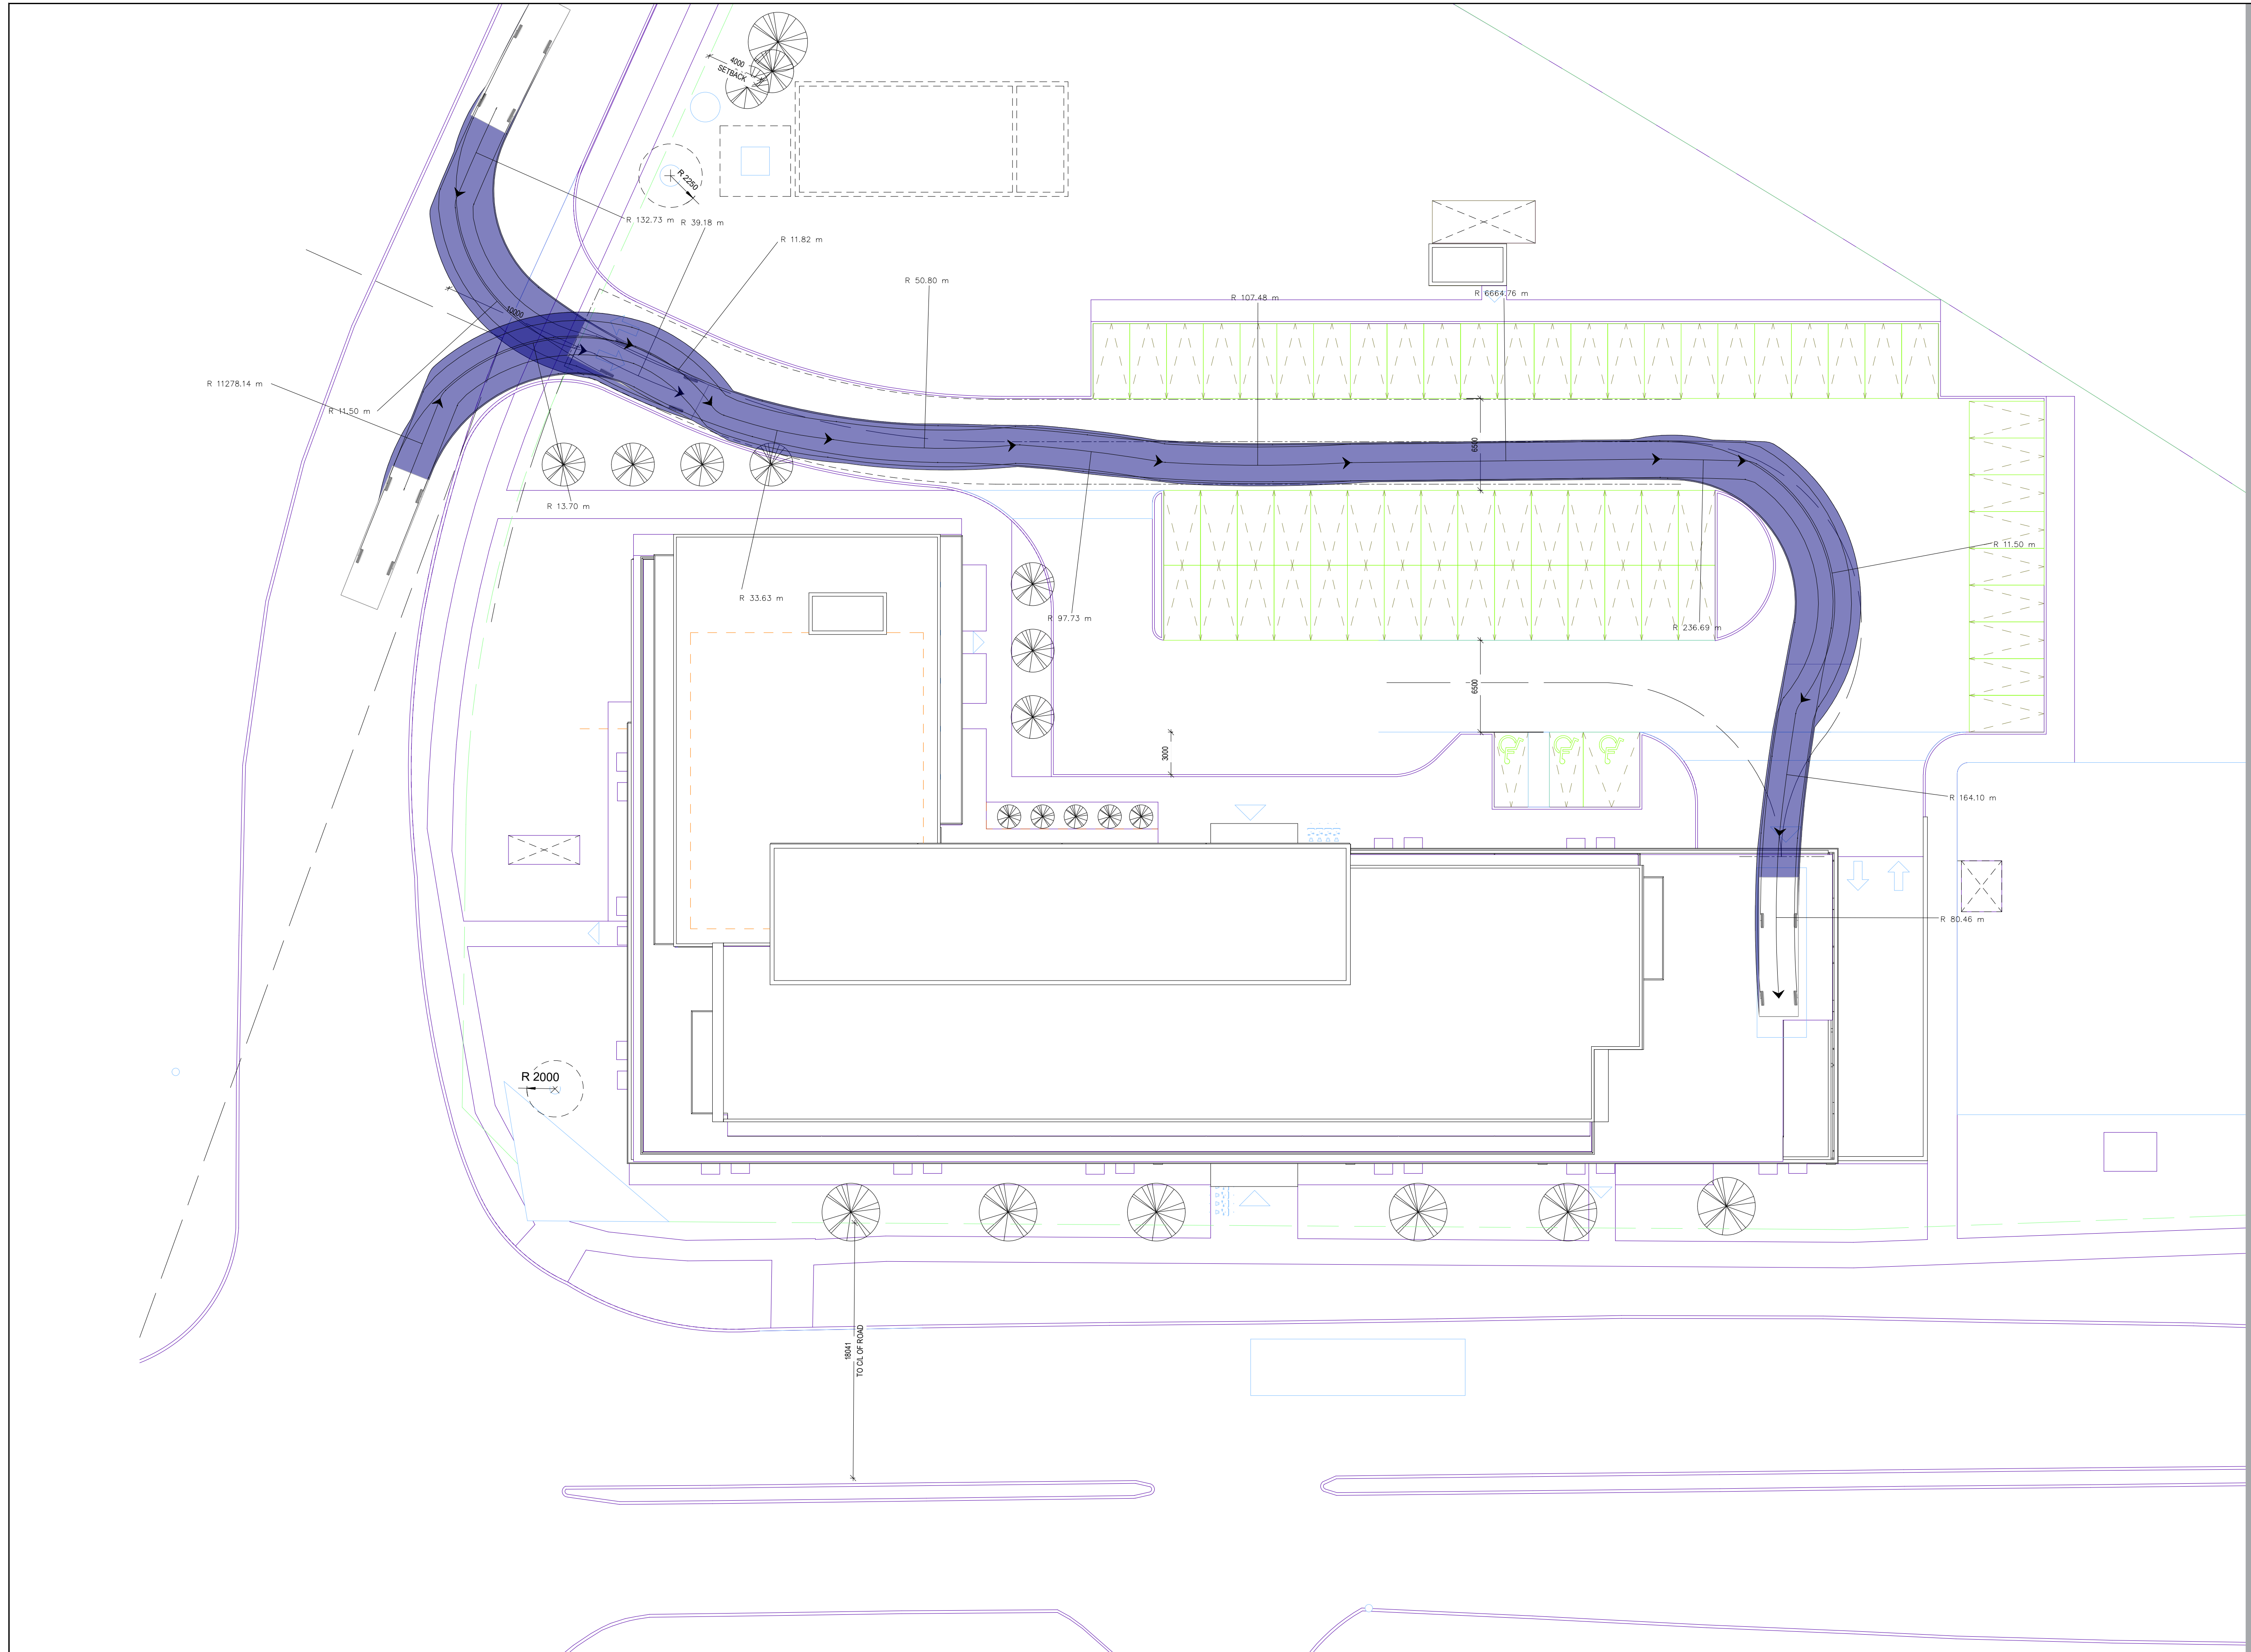 4000
SETBACK
R 2250
R 132.73 m
R 39.18 m
R 11.82 m
R 50.80 m
R 107.48 m
R 6664.76 m
10000
R 11278.14 m
R 11.50 m
6500
R 13.70 m
R 11.50 m
R 33.63 m
R 97.73 m
R 236.69 m
6500
3000
R 164.10 m
R 80.46 m
R 2000
18041
TO C/L OF ROAD